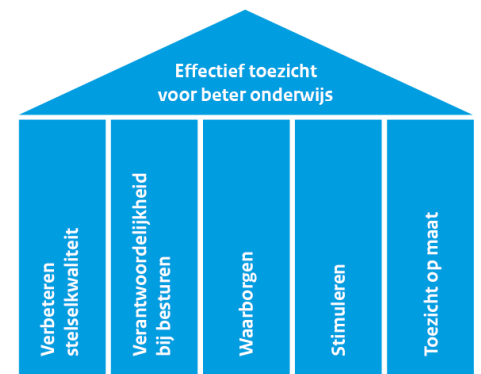 Effectief toezicht
voor beter onderwijs
Verbeteren
stelselkwaliteit
Verantwoordelijkheid
bij besturen
Waarborgen
Stimuleren
Toezicht op maat